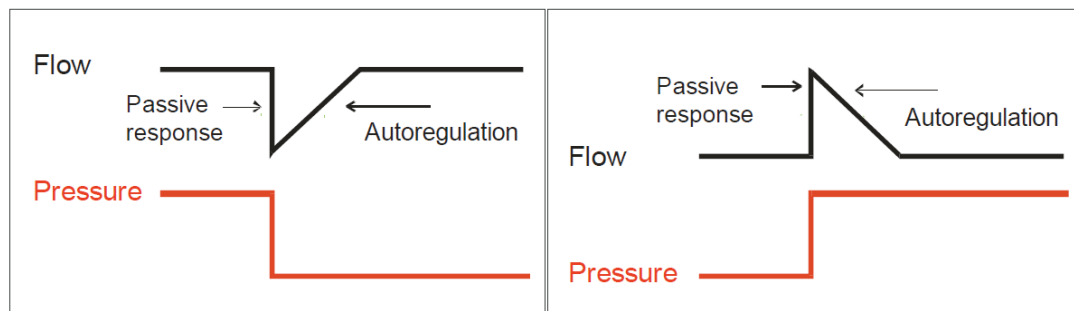 Flow
Passive
response
Autoregulation
Pressure
Passive
response
Autoregulation
Flow
Pressure